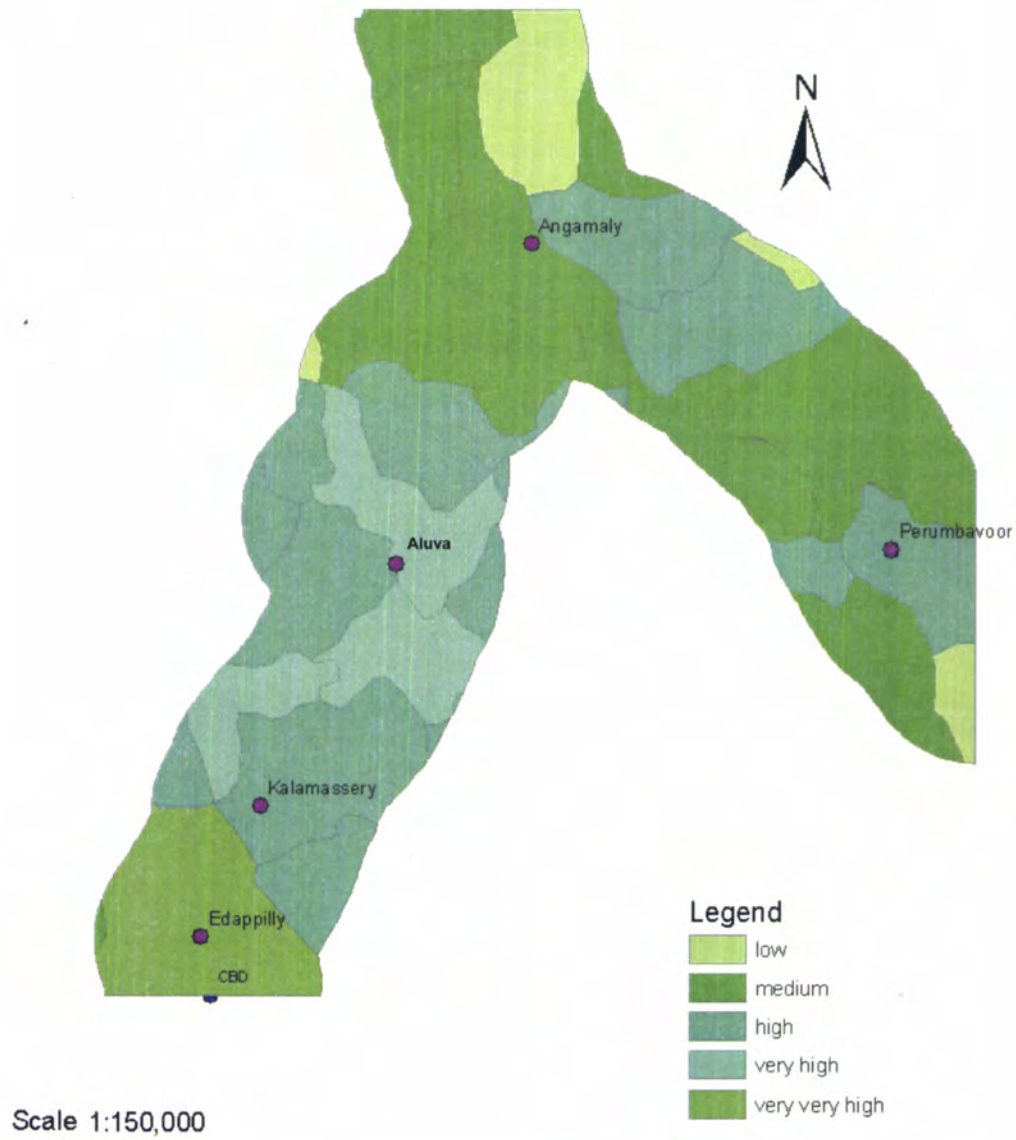 N
Angamaly
Perumbavoor
Aluva
Kalamassery
Edappilly
CBD
Legend
low
medium
high
very high
very very high
Scale 1:150,000